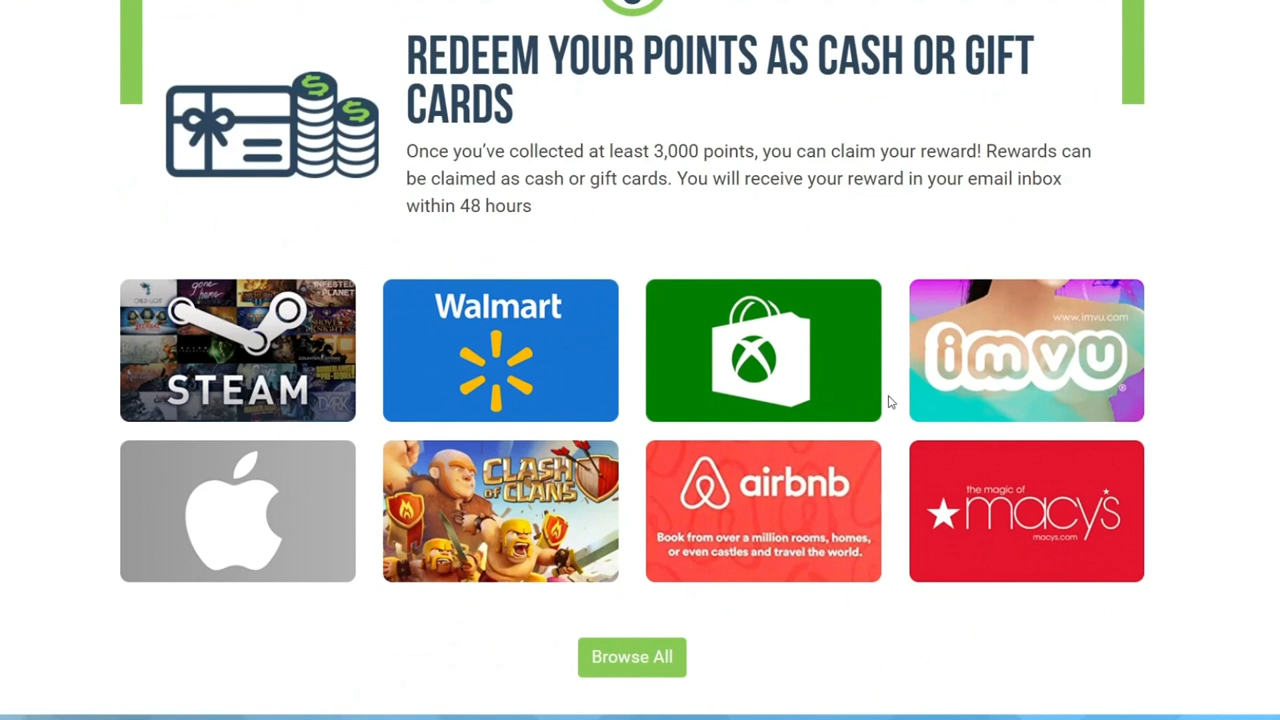 REDEEM YOUR POINTS AS CASH OR GIFT
CARDS
Once you’ve collected at least 3,000 points, you can claim your reward! Rewards can
be claimed as cash or gift cards. You will receive your reward in your email inbox
within 48 hours
STEAM
Walmart
www.imvu.com
imvu
CLASH
OF CLANS
airbnb
Book from over a million rooms, homes,
or even castles and travel the world.
the magic of
macy's
macys.com
Browse All